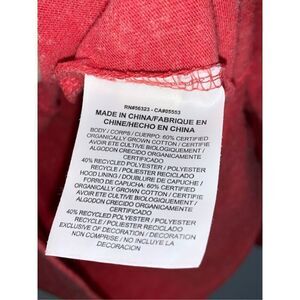 RN#56323 - CA#05553
MADE IN CHINA/FABRIQUE EN
CHINE/HECHO EN CHINA
BODY / CORPS / CUERPO: 60% CERTIFIED
ORGANICALLY GROWN COTTON / CERTIFIE
AVOIR ETE CULTIVE BIOLOGIQUEMENT /
ALGODON CRECIDO ORGANICAMENTE
CERTIFICADO
40% RECYCLED POLYESTER / POLYESTER
RECYCLE / POLIESTER RECICLADO
HOOD LINING / DOUBLURE DE CAPUCHE /
FORRO DE CAPUCHA: 60% CERTIFIED
ORGANICALLY GROWN COTTON / CERTIFIE
AVOIR ETE CULTIVE BIOLOGIQUEMENT /
ALGODON CRECIDO ORGANICAMENTE
CERTIFICADO
40% RECYCLED POLYESTER / POLYESTER
RECYCLE / POLIESTER RECICLADO
EXCLUSIVE OF DECORATION / DECORATION
NON COMPRISE / NO INCLUYE LA
DECORACION